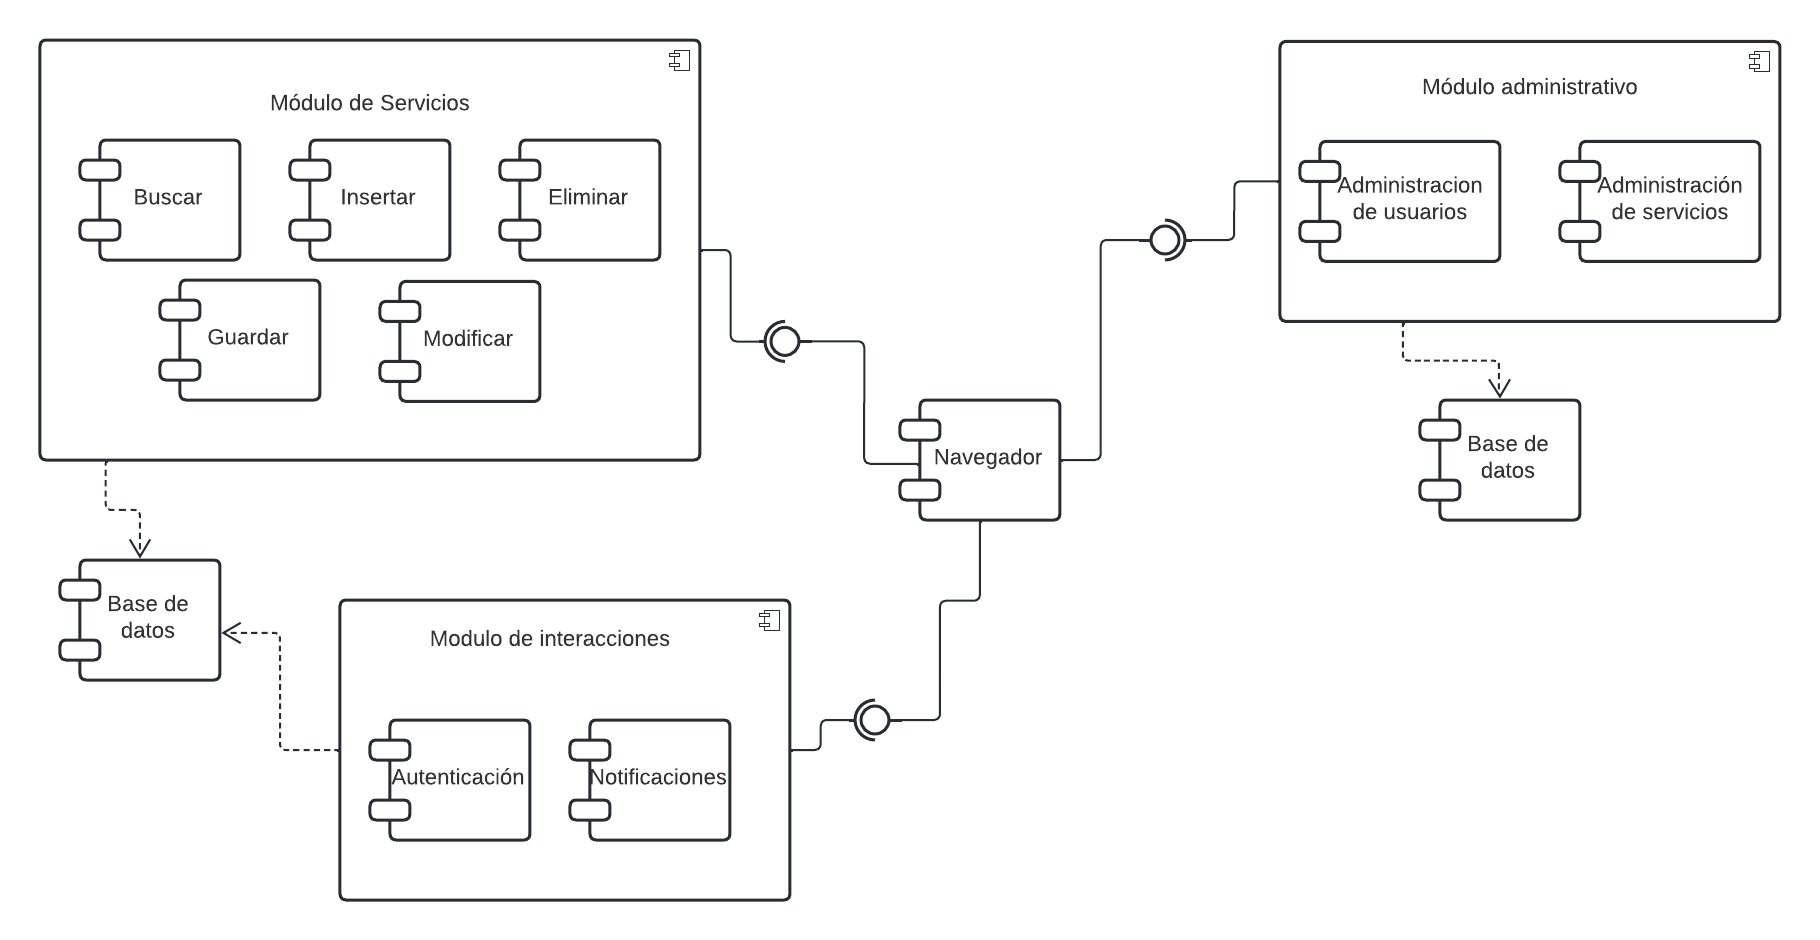 Módulo de Servicios
Buscar
Insertar
Eliminar
Guardar
Modificar
Módulo administrativo
Administracion
de usuarios
Administración
de servicios
Navegador
Base de
datos
Base de
datos
Modulo de interacciones
Autenticación
Notificaciones